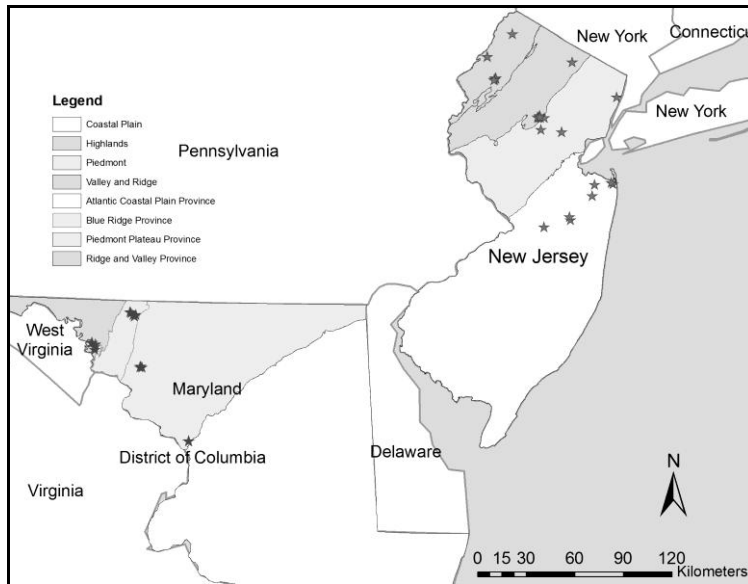 New York
Connecticu
New York
Legend
Coastal Plain
Highlands
Piedmont
Valley and Ridge
Atlantic Coastal Plain Province
Blue Ridge Province
Piedmont Plateau Province
Ridge and Valley Province
Pennsylvania
New Jersey
West
Virginia
Maryland
District of Columbia
Delaware
Virginia
N
0 15 30 60 90 120
Kilometers